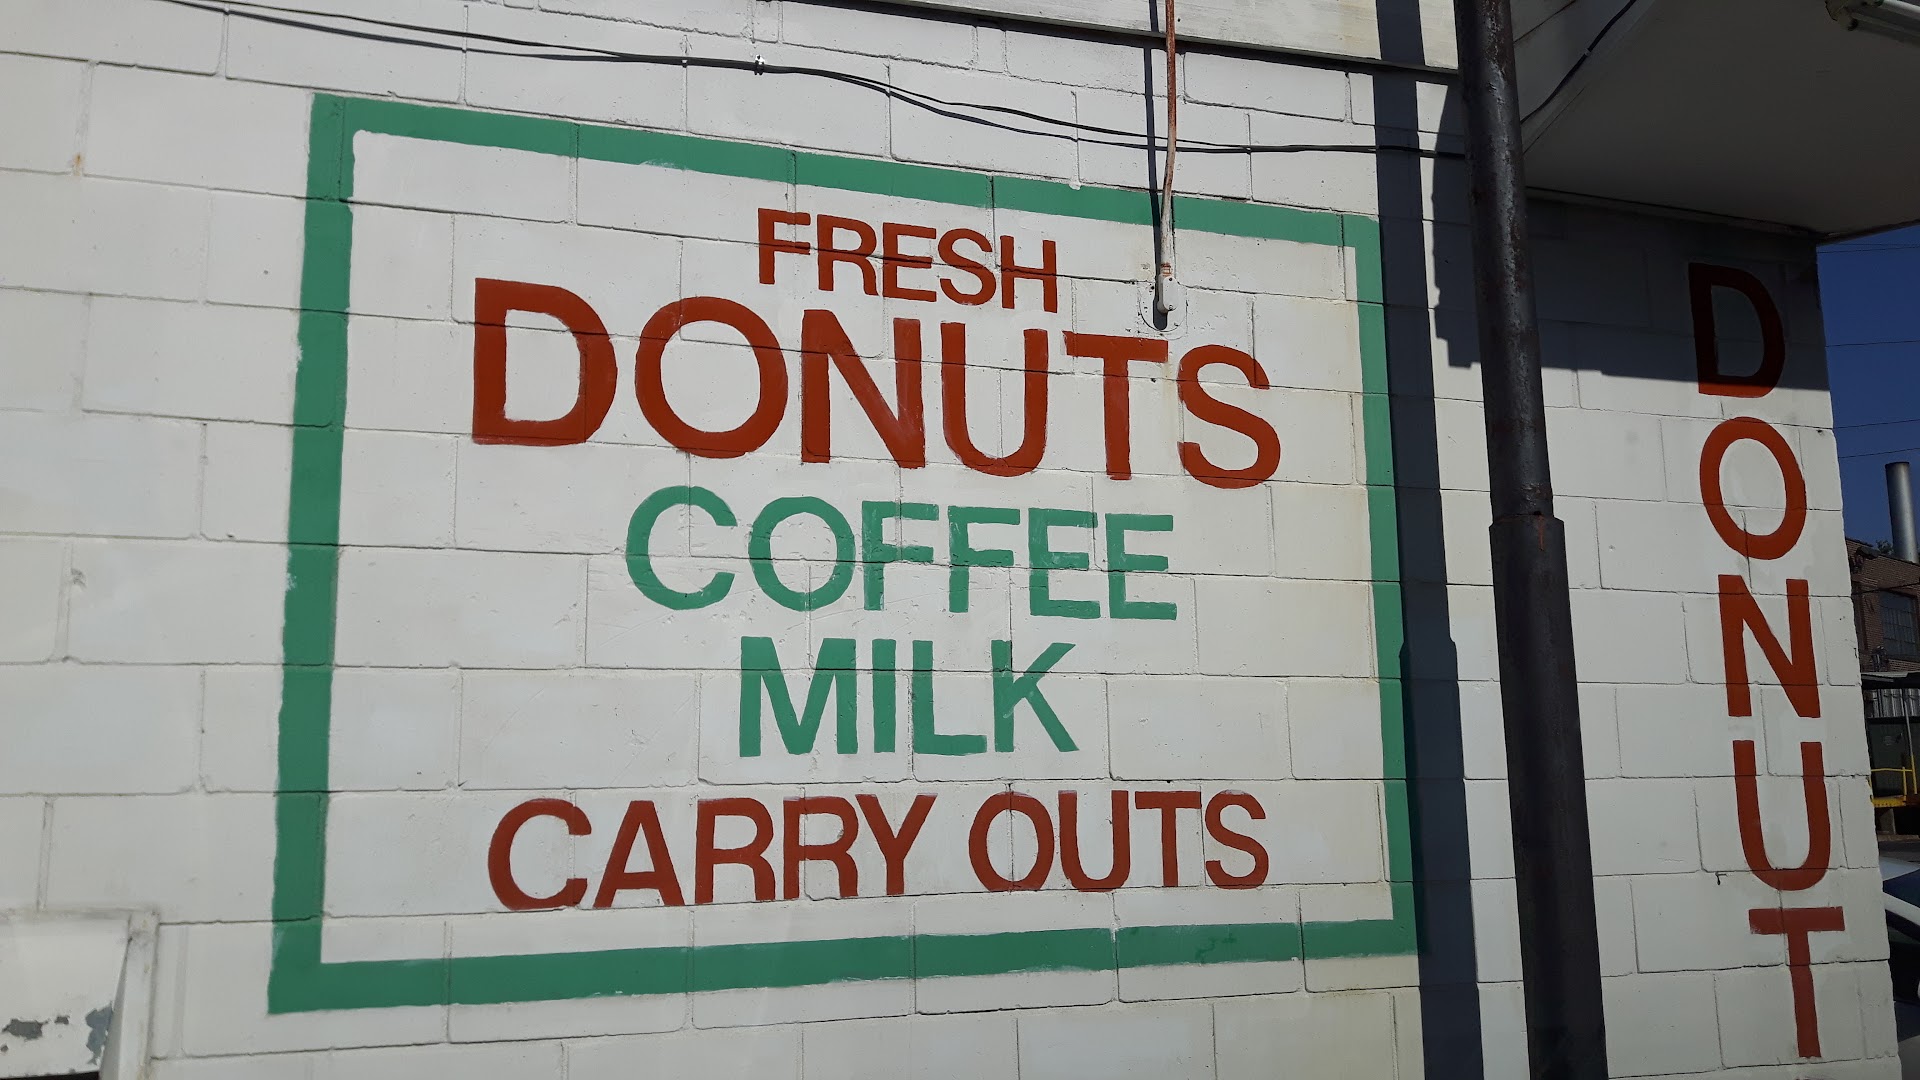 FRESH
DONUTS
COFFEE
MILK
CARRY OUTS
DONUT